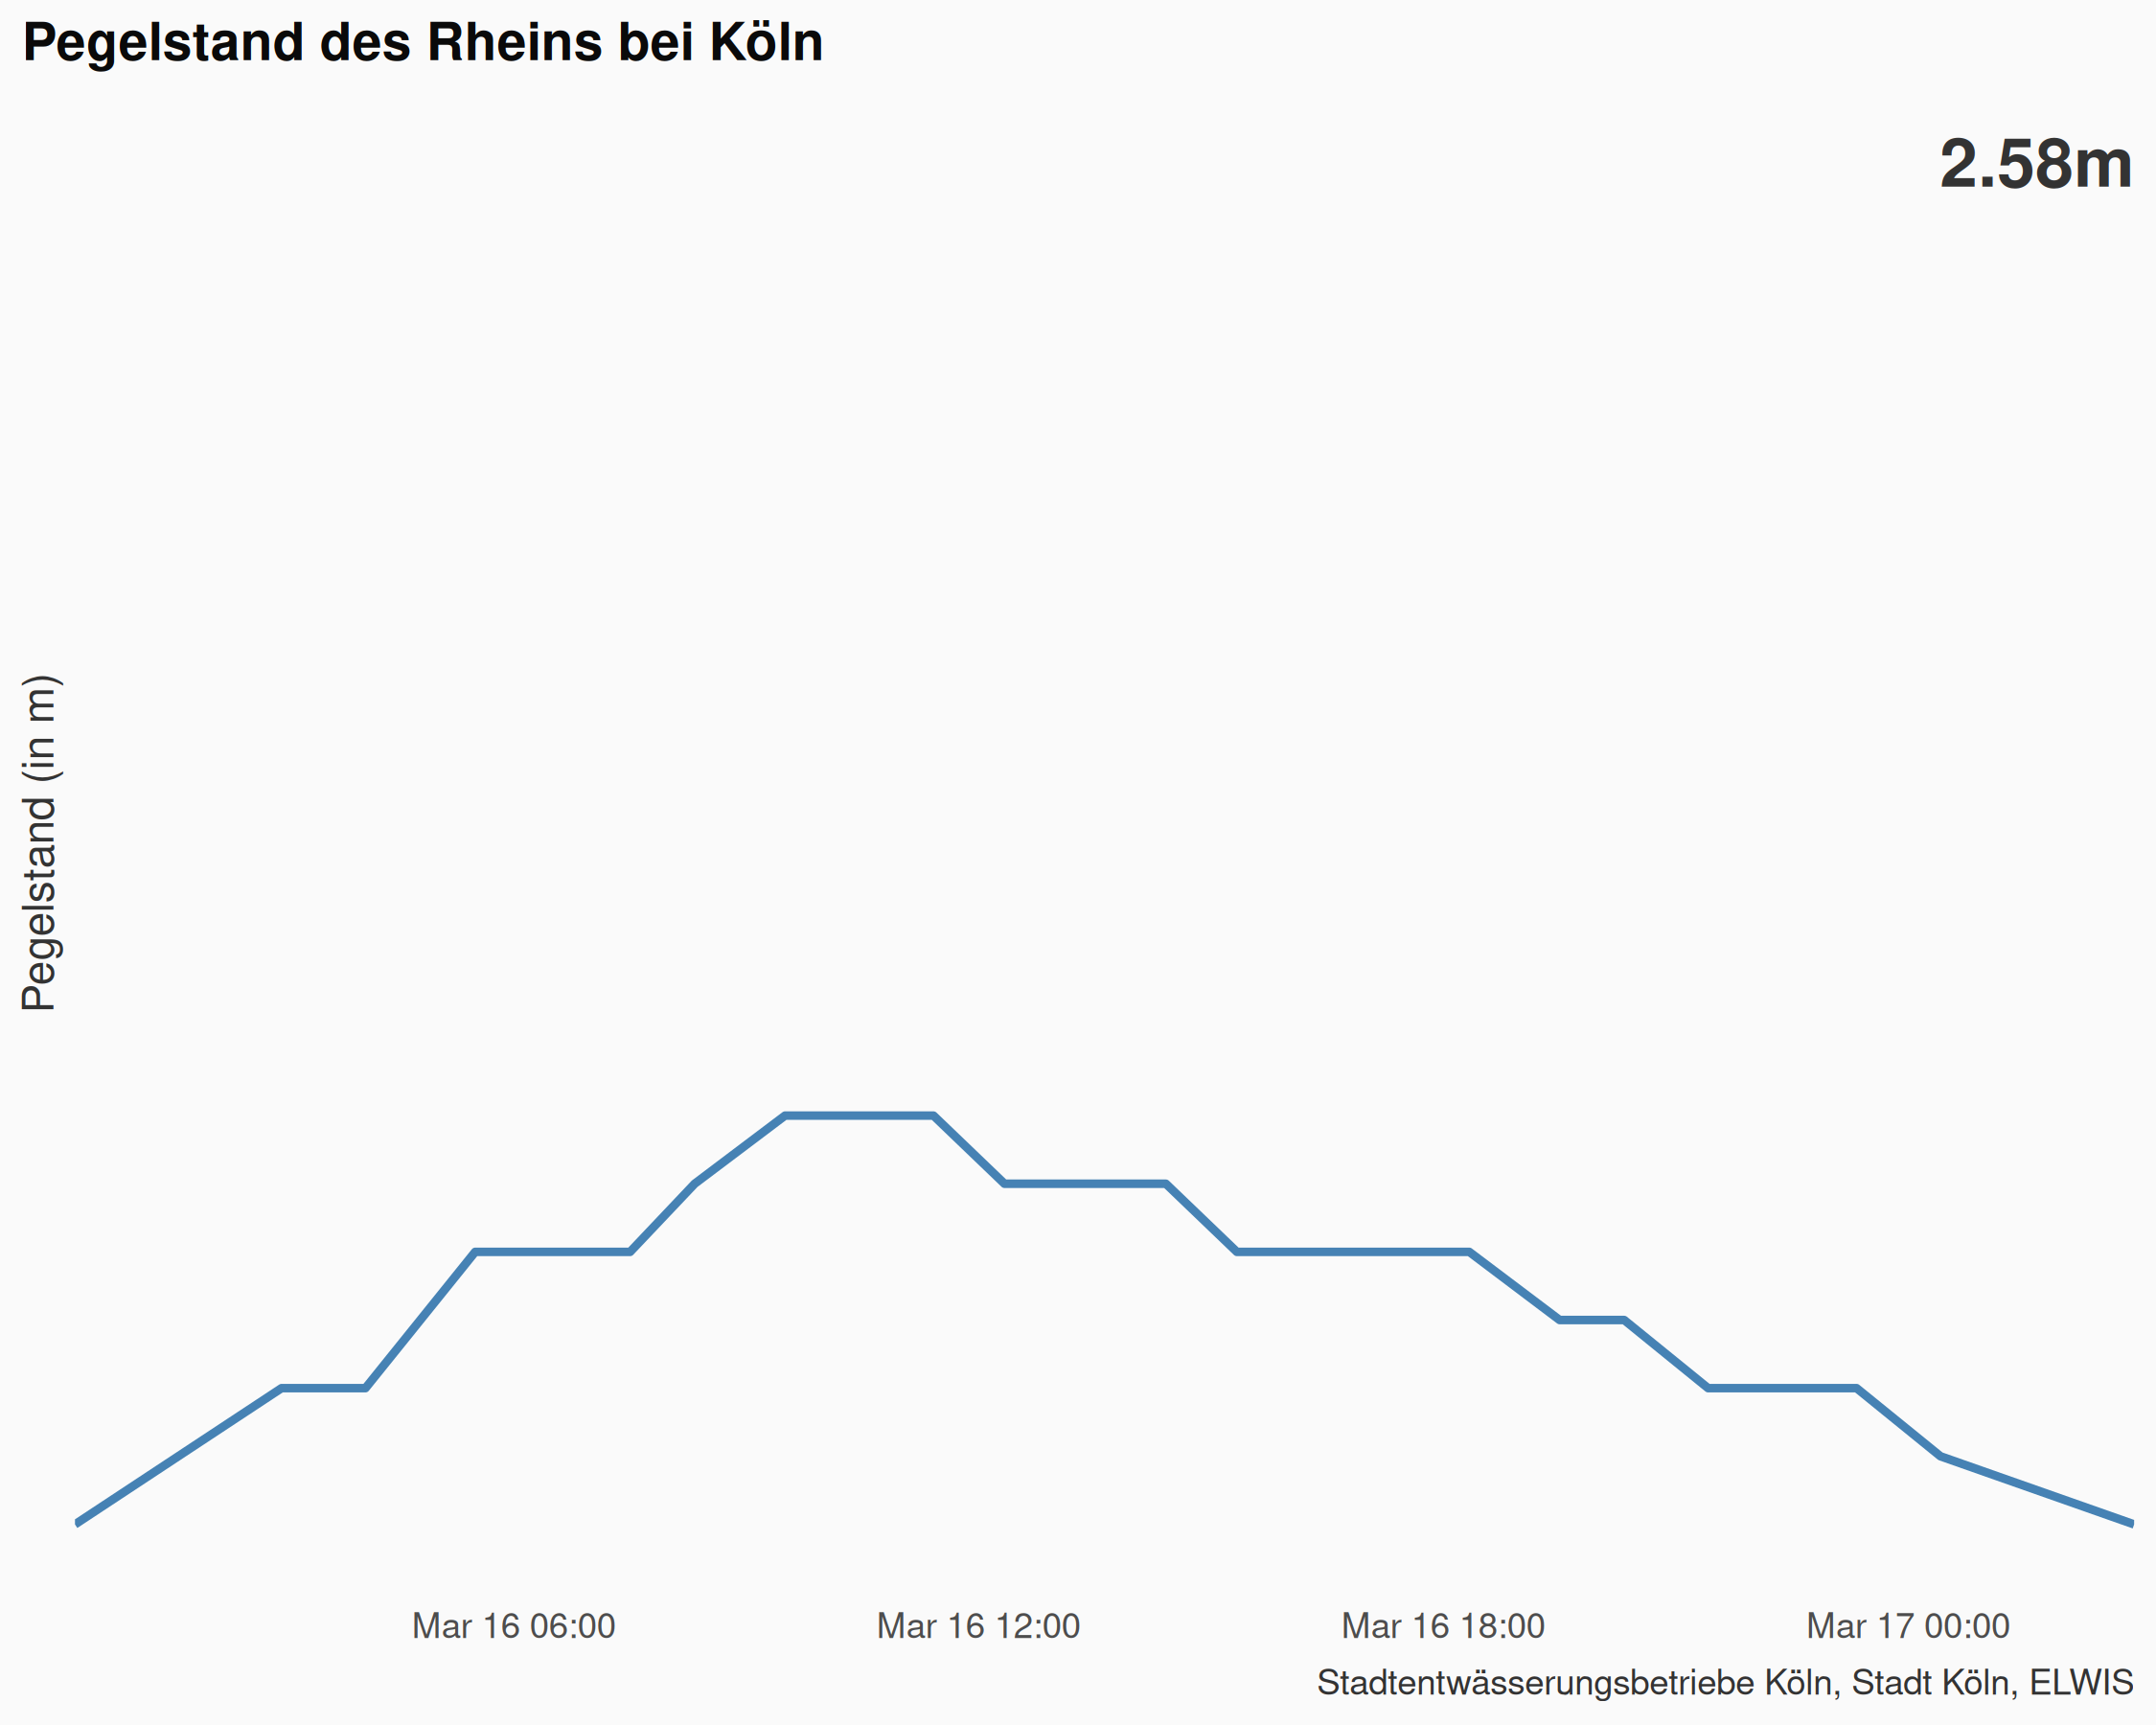 Pegelstand des Rheins bei Köln
2.58m
Pegelstand (in m)
Mar 16 06:00
Mar 16 12:00
Mar 16 18:00
Mar 17 00:00
Stadtentwässerungsbetriebe Köln, Stadt Köln, ELWIS